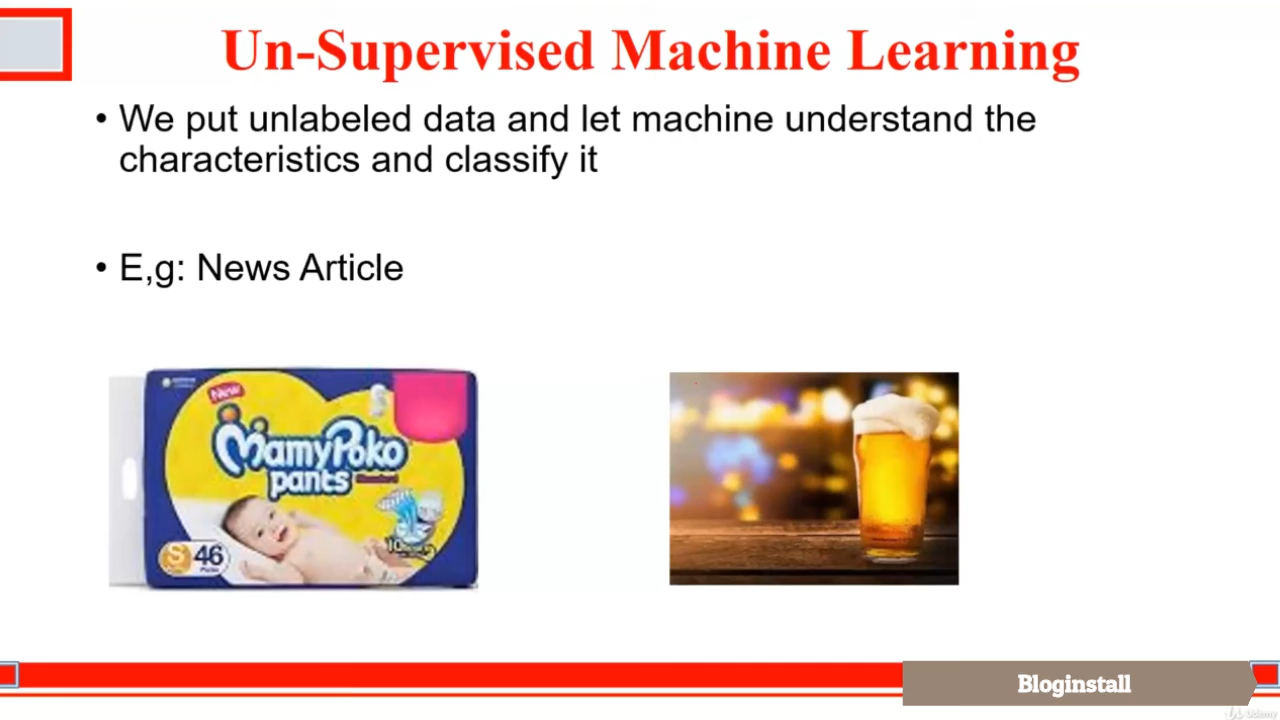 Un-Supervised Machine Learning
• We put unlabeled data and let machine understand the
characteristics and classify it
• E,g: News Article
New
MamyPoko
pants
S 46
Bloginstall
Udemy